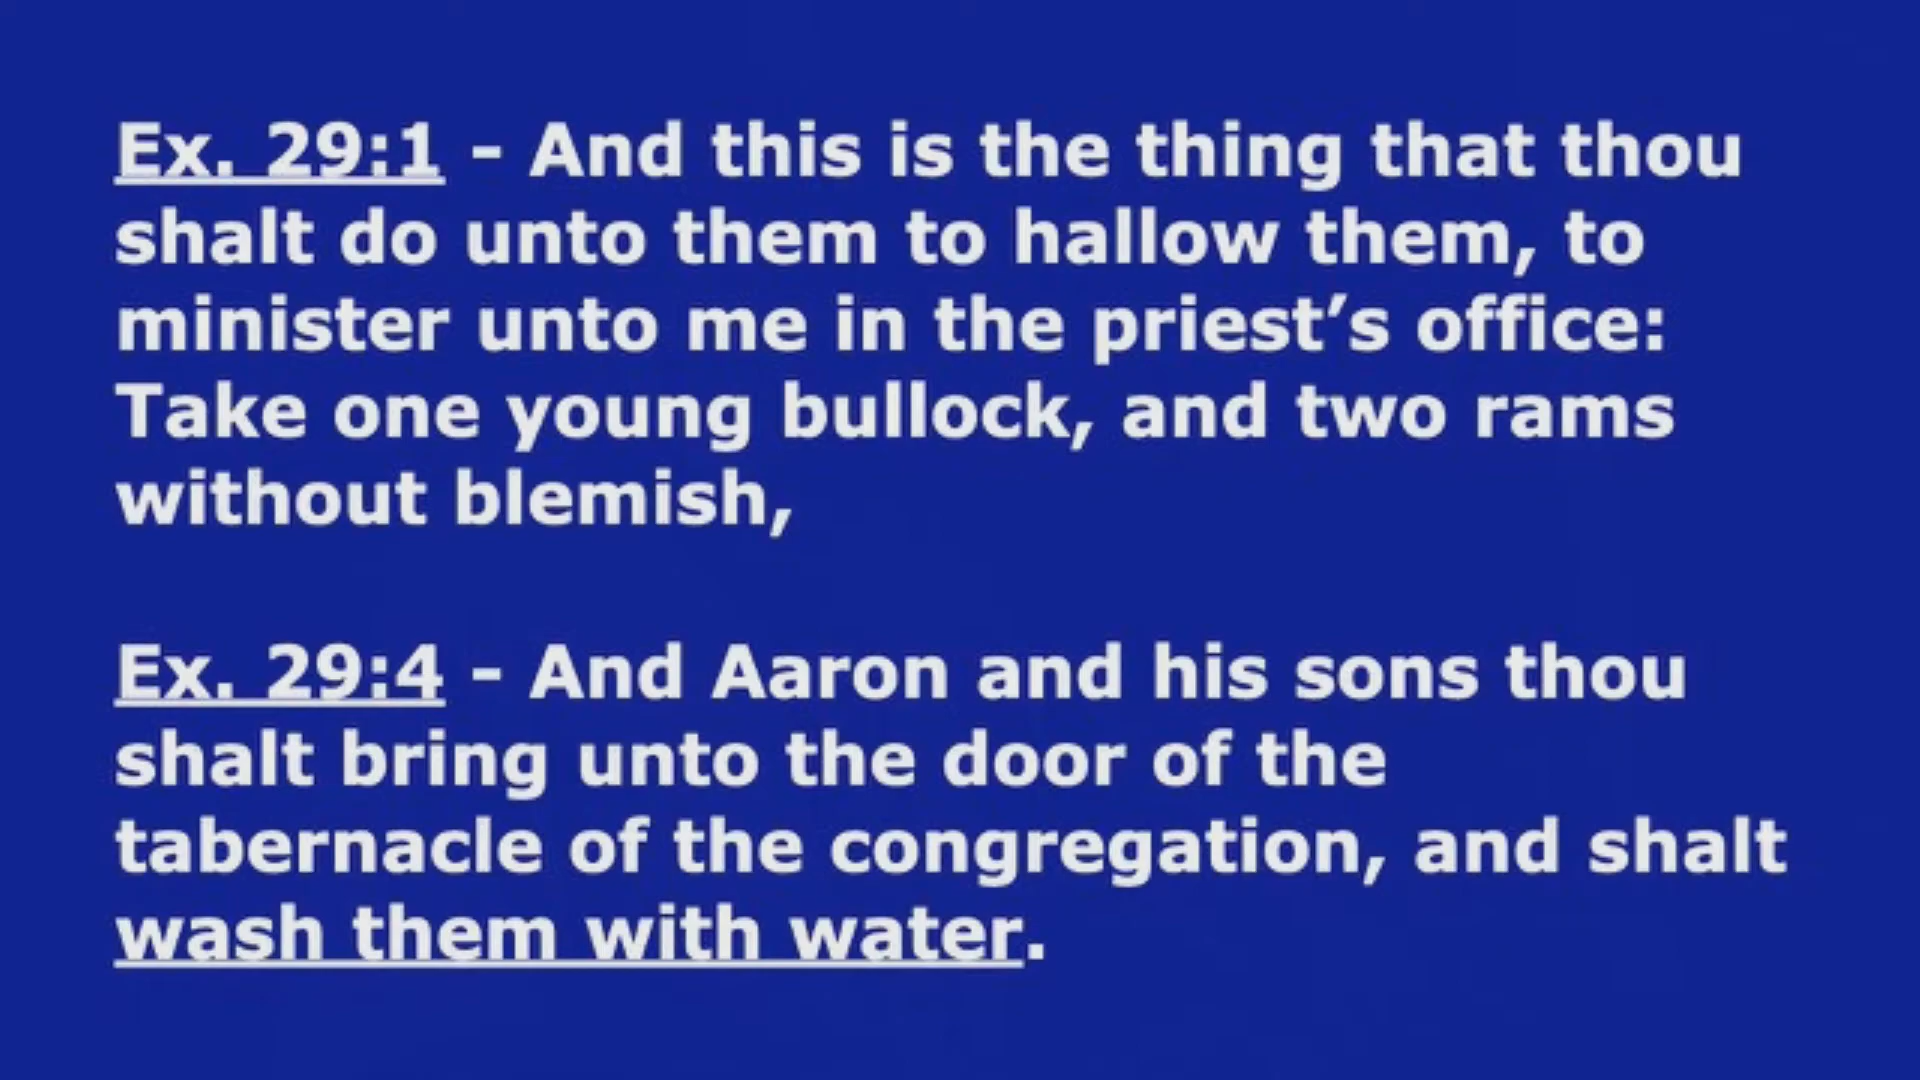 Ex. 29:1 - And this is the thing that thou
shalt do unto them to hallow them, to
minister unto me in the priest’s office:
Take one young bullock, and two rams
without blemish,
Ex. 29:4 - And Aaron and his sons thou
shalt bring unto the door of the
tabernacle of the congregation, and shalt
wash them with water.